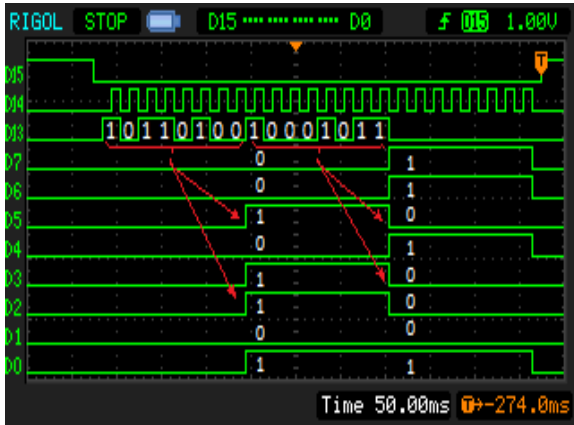 RIGOL STOP D15 ···· ···· ···· ···· D0 D15 1.00V
T
D15
D14
D13 1 0 1 1 0 1 0 0 1 0 0 0 1 0 1 1
D7 0 1
D6 0 1
D5 1 0
D4 0 1
D3 1 0
D2 1 0
D1 0 0
D0 1 1
Time 50.00ms T→-274.0ms